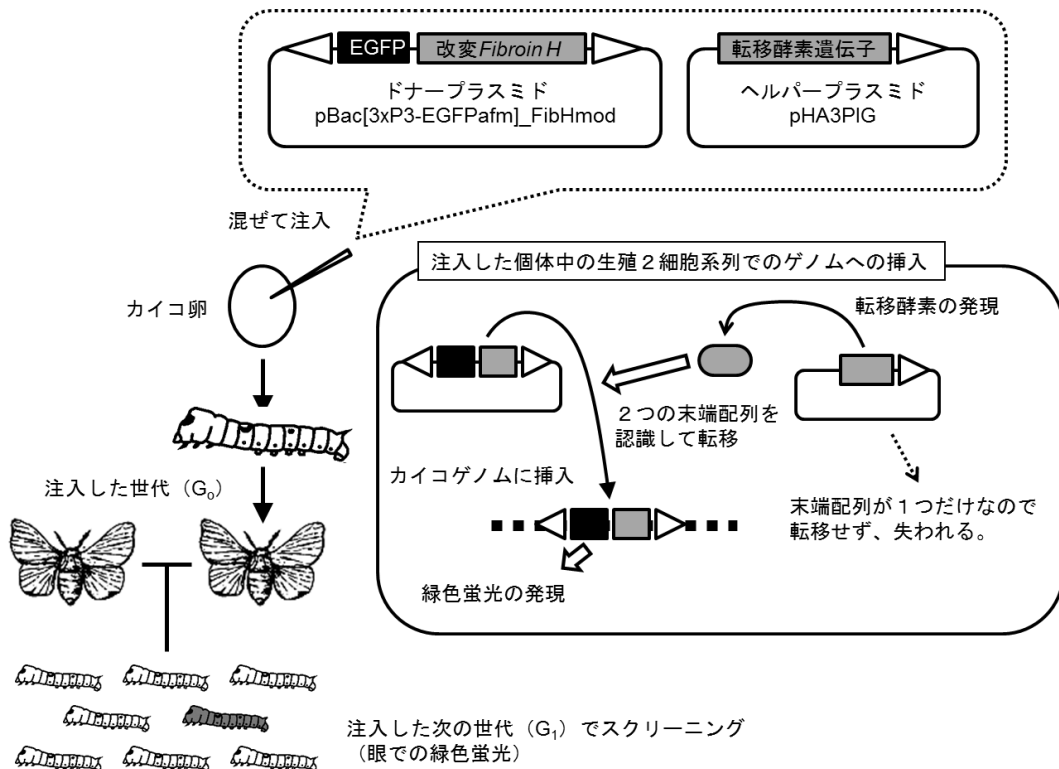 EGFP
改変Fibroin H
ドナープラスミド
pBac[3xP3-EGFPafm]_FibHmod
転移酵素遺伝子
ヘルパープラスミド
pHA3PIG
混ぜて注入
カイコ卵
注入した世代（G₀）
注入した個体中の生殖２細胞系列でのゲノムへの挿入
転移酵素の発現
２つの末端配列を
認識して転移
カイコゲノムに挿入
末端配列が１つだけなので
転移せず、失われる。
緑色蛍光の発現
注入した次の世代（G₁）でスクリーニング
（眼での緑色蛍光）